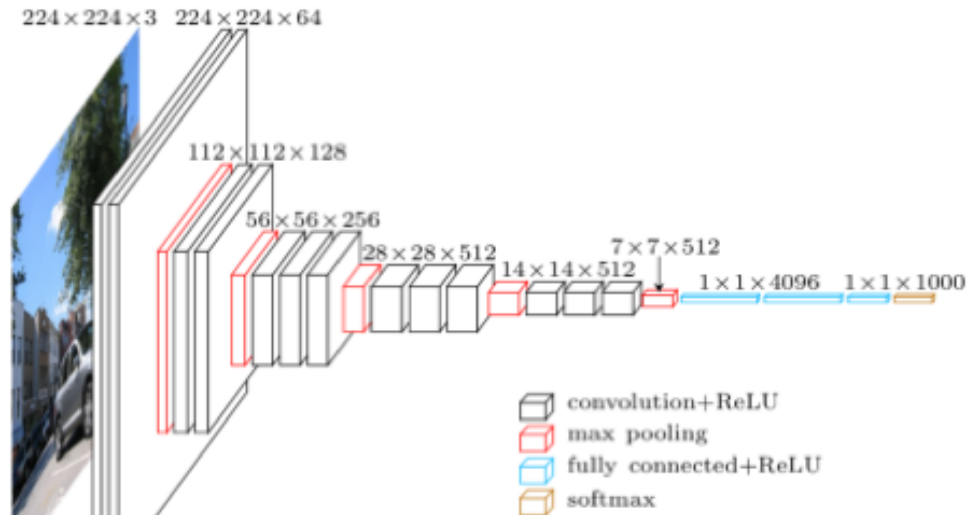 224×224×3
224×224×64
112×112×128
56×56×256
28×28×512
14×14×512
7×7×512
1×1×4096
1×1×1000
convolution+ReLU
max pooling
fully connected+ReLU
softmax